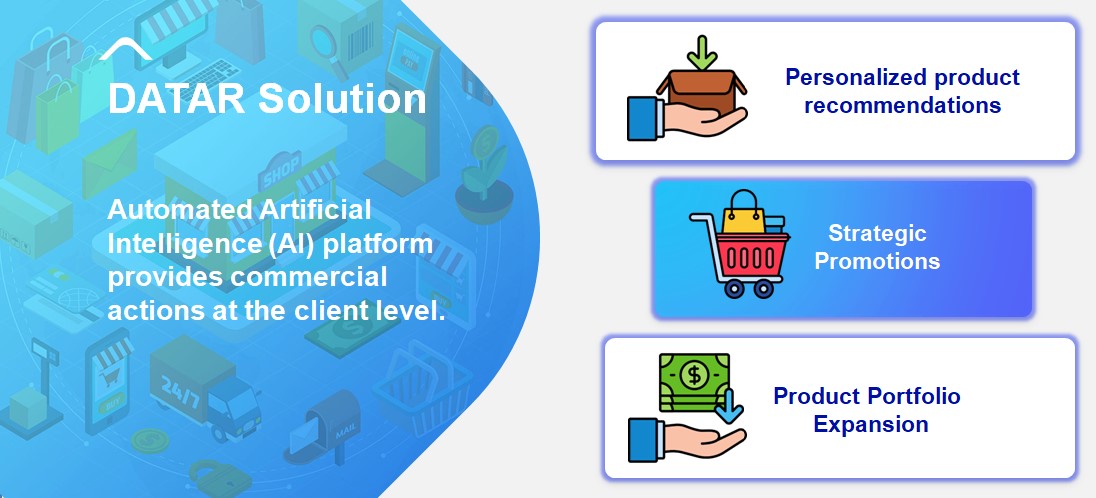 DATAR Solution
Automated Artificial
Intelligence (AI) platform
provides commercial
actions at the client level.
SHOP
24/7
BUY
MAIL
Personalized product
recommendations
Strategic
Promotions
Product Portfolio
Expansion